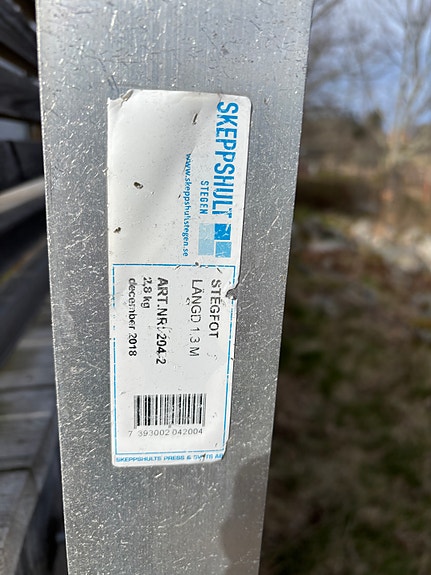 SKEPPSHULT
STEGEN
www.skeppshultstegen.se
STEGFOT
LÄNGD 1,3 M
ART.NR: 204-2
2,8 kg
december 2018
7 393002 042004
SKEPPSHULTS PRESS & SVETS AB